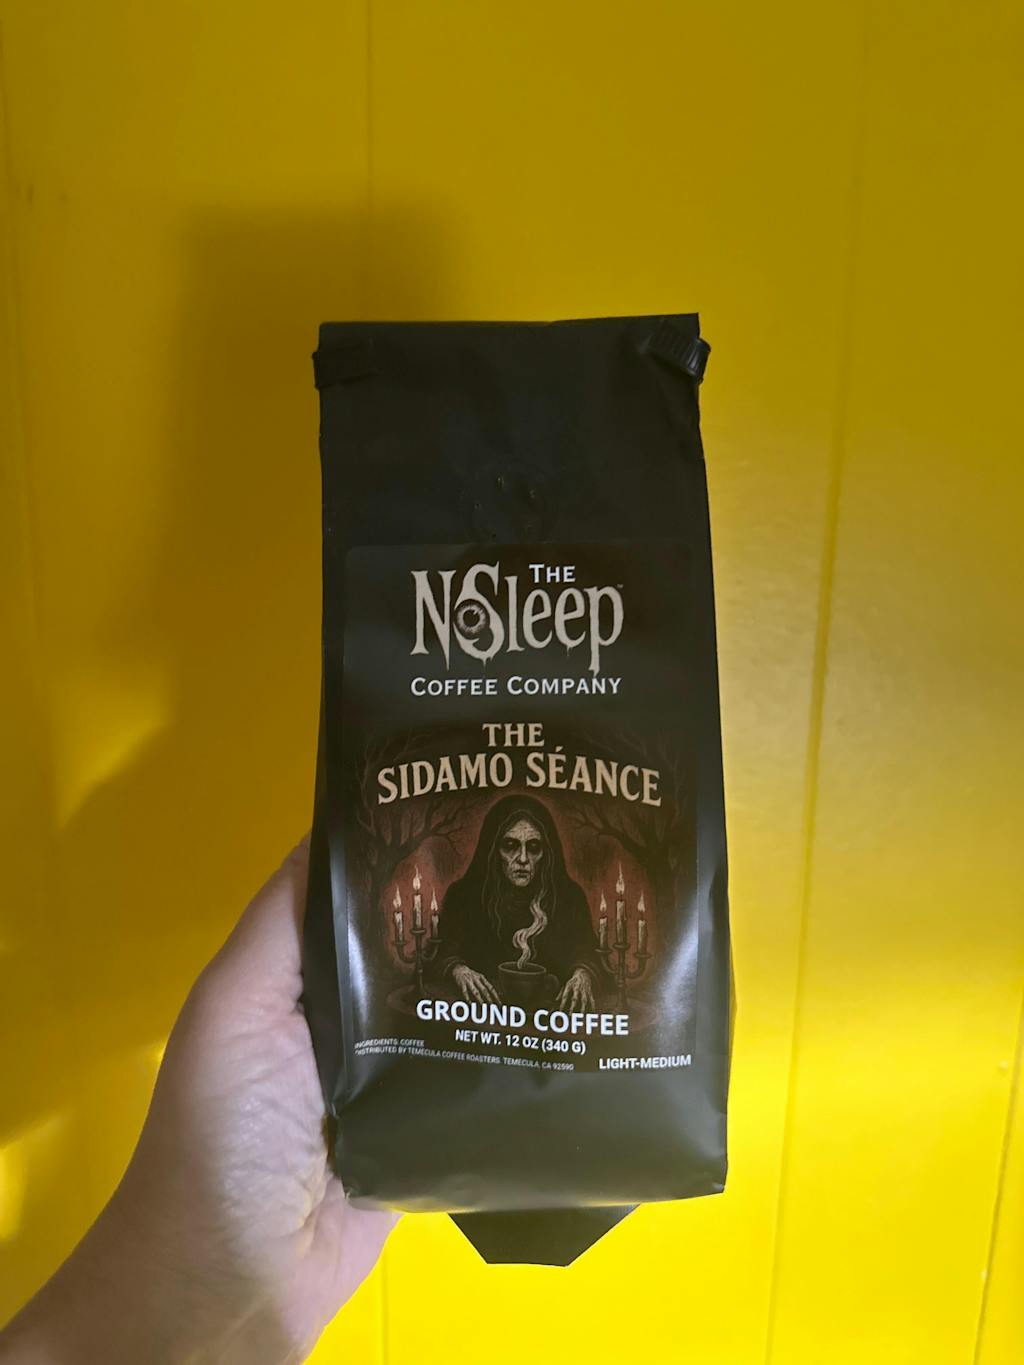 THE
NOSleep™
COFFEE COMPANY
THE
SIDAMO SÉANCE
GROUND COFFEE
NET WT. 12 OZ (340 G)
INGREDIENTS: COFFEE
DISTRIBUTED BY TEMECULA COFFEE ROASTERS. TEMECULA, CA 92590
LIGHT-MEDIUM